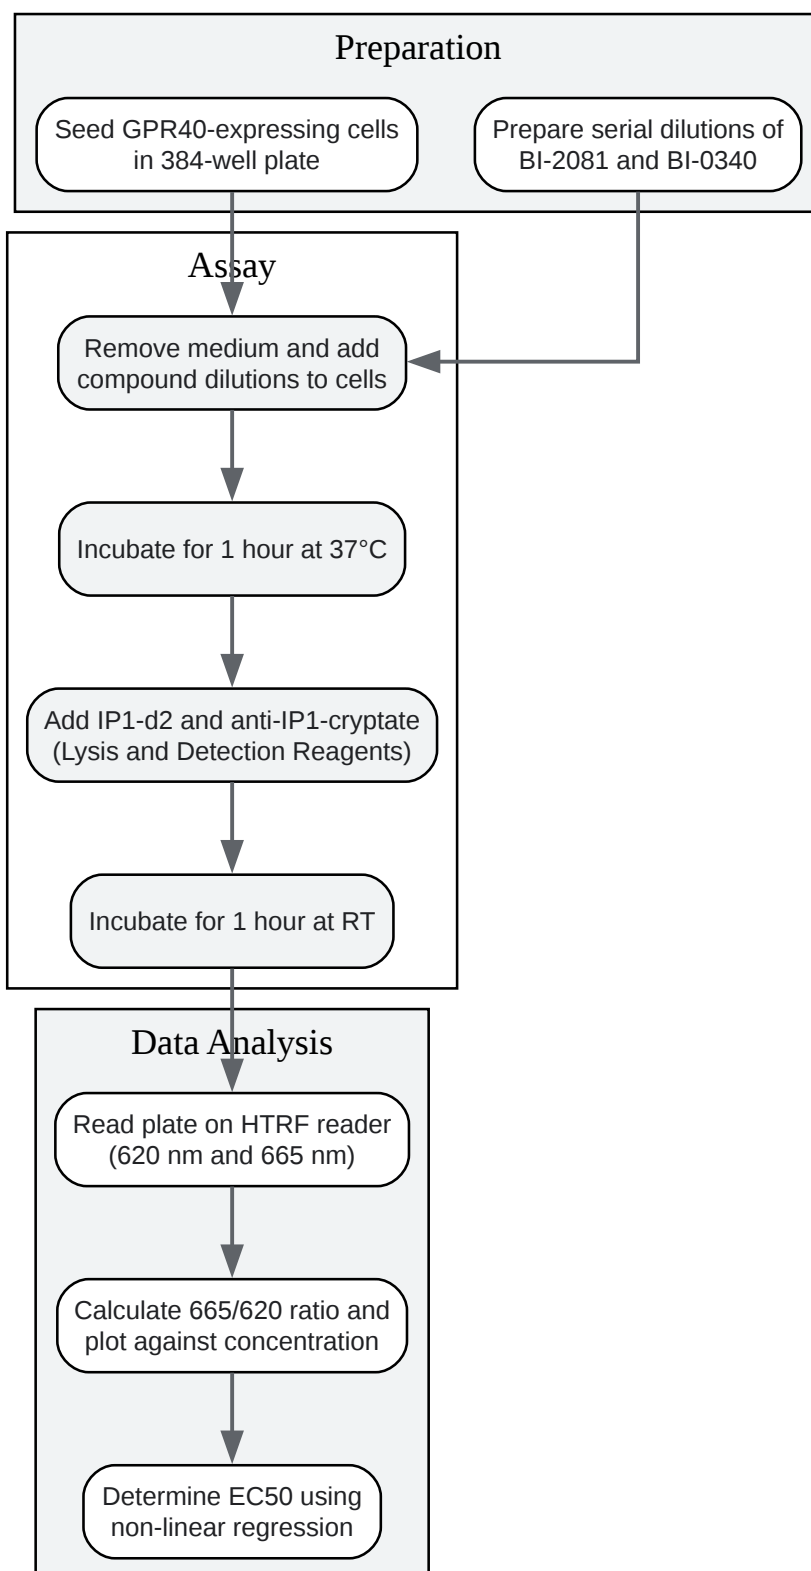 Preparation
Seed GPR40-expressing cells
in 384-well plate
Prepare serial dilutions of
BI-2081 and BI-0340
Assay
Remove medium and add
compound dilutions to cells
Incubate for 1 hour at 37°C
Add IP1-d2 and anti-IP1-cryptate
(Lysis and Detection Reagents)
Incubate for 1 hour at RT
Data Analysis
Read plate on HTRF reader
(620 nm and 665 nm)
Calculate 665/620 ratio and
plot against concentration
Determine EC50 using
non-linear regression